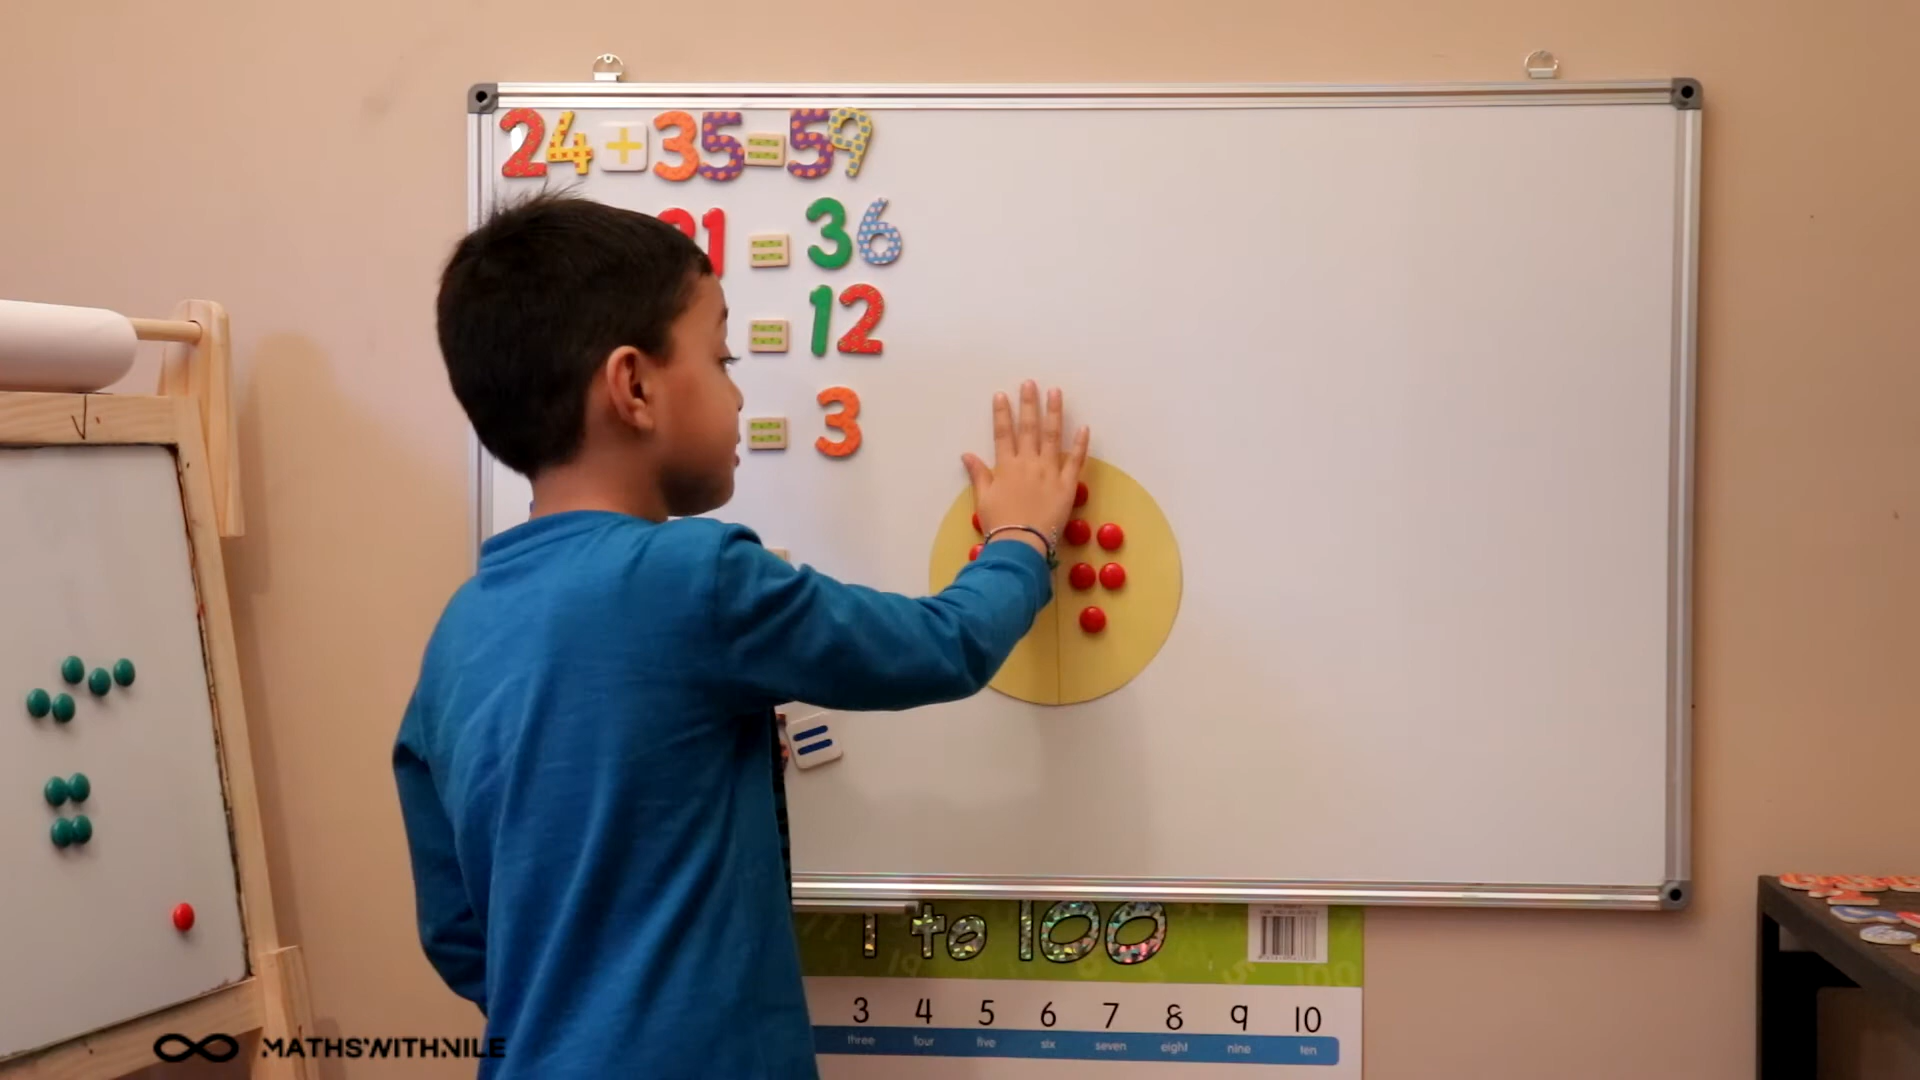 24+35=59
1 = 36
= 12
= 3
=
1 to 100
3 4 5 6 7 8 9 10
three four five six seven eight nine ten
MATHSWITHNILE